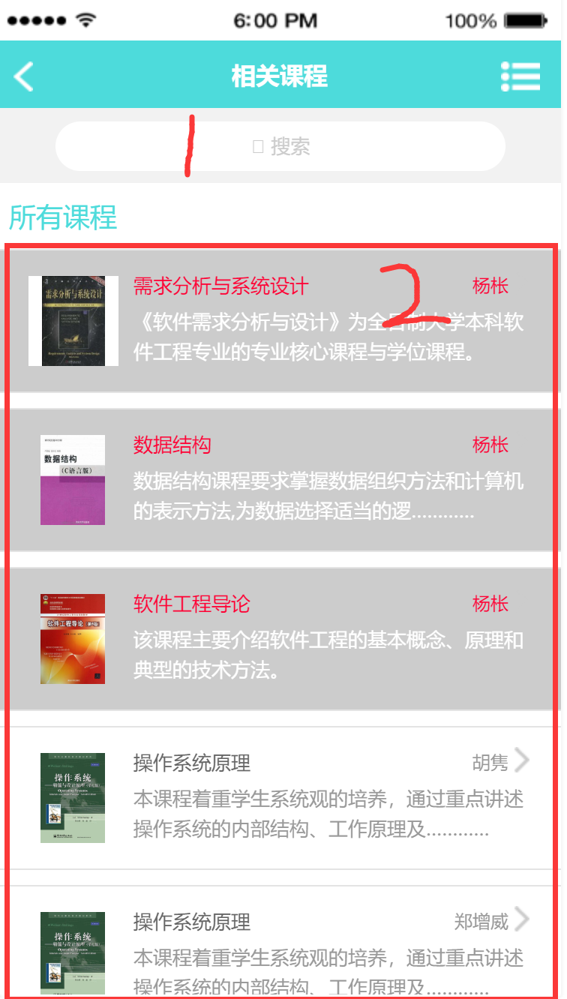 6:00 PM 100%
相关课程
1
搜索
所有课程
2
需求分析与系统设计 杨枨
《软件需求分析与设计》为全日制大学本科软
件工程专业的专业核心课程与学位课程。
需求分析与系统设计
Requirements Analysis and System Design
数据结构 杨枨
数据结构课程要求掌握数据组织方法和计算机
的表示方法,为数据选择适当的逻............
数据结构
(C语言版)
软件工程导论 杨枨
该课程主要介绍软件工程的基本概念、原理和
典型的技术方法。
软件工程导论(第6版)
操作系统原理 胡隽
本课程着重学生系统观的培养，通过重点讲述
操作系统的内部结构、工作原理及............
操作系统
操作系统原理 郑增威
本课程着重学生系统观的培养，通过重点讲述
操作系统的内部结构、工作原理及............
操作系统